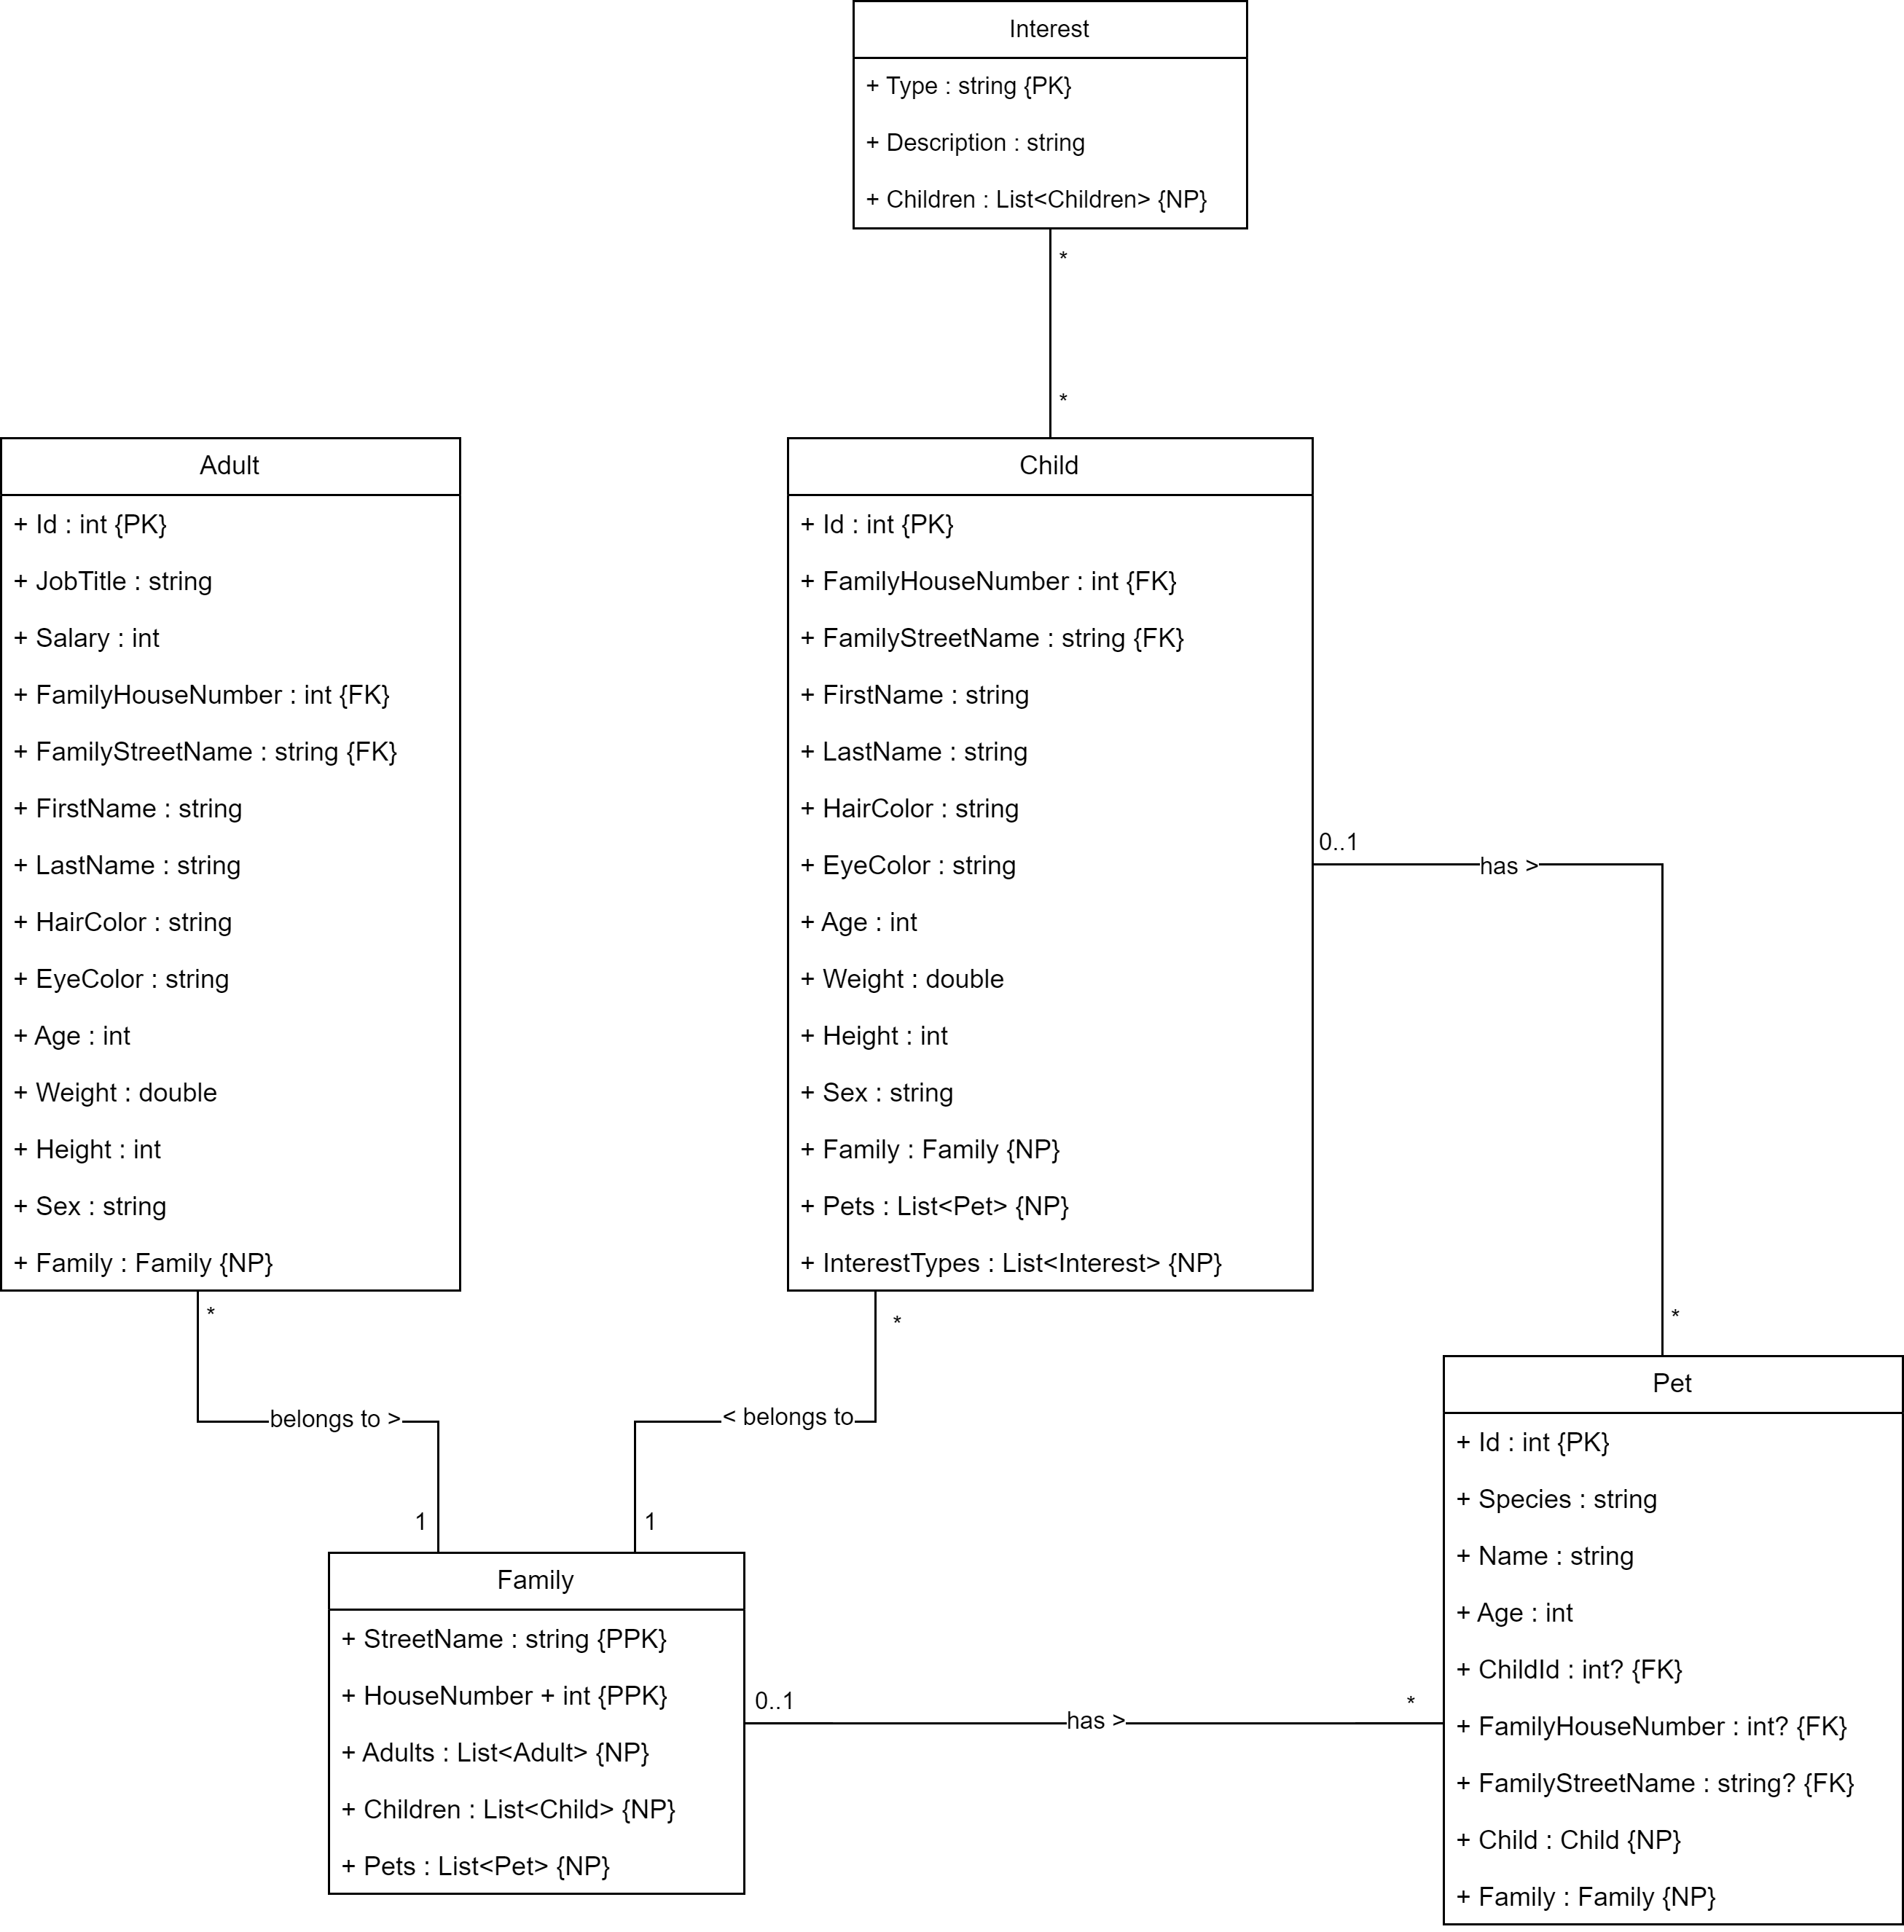 Interest
+ Type : string {PK}
+ Description : string
+ Children : List<Children> {NP}
*
*
Adult
+ Id : int {PK}
+ JobTitle : string
+ Salary : int
+ FamilyHouseNumber : int {FK}
+ FamilyStreetName : string {FK}
+ FirstName : string
+ LastName : string
+ HairColor : string
+ EyeColor : string
+ Age : int
+ Weight : double
+ Height : int
+ Sex : string
+ Family : Family {NP}
Child
+ Id : int {PK}
+ FamilyHouseNumber : int {FK}
+ FamilyStreetName : string {FK}
+ FirstName : string
+ LastName : string
+ HairColor : string
+ EyeColor : string
+ Age : int
+ Weight : double
+ Height : int
+ Sex : string
+ Family : Family {NP}
+ Pets : List<Pet> {NP}
+ InterestTypes : List<Interest> {NP}
0..1
has >
*
*
belongs to >
1
*
< belongs to
1
Family
+ StreetName : string {PPK}
+ HouseNumber + int {PPK}
+ Adults : List<Adult> {NP}
+ Children : List<Child> {NP}
+ Pets : List<Pet> {NP}
0..1
has >
*
Pet
+ Id : int {PK}
+ Species : string
+ Name : string
+ Age : int
+ ChildId : int? {FK}
+ FamilyHouseNumber : int? {FK}
+ FamilyStreetName : string? {FK}
+ Child : Child {NP}
+ Family : Family {NP}